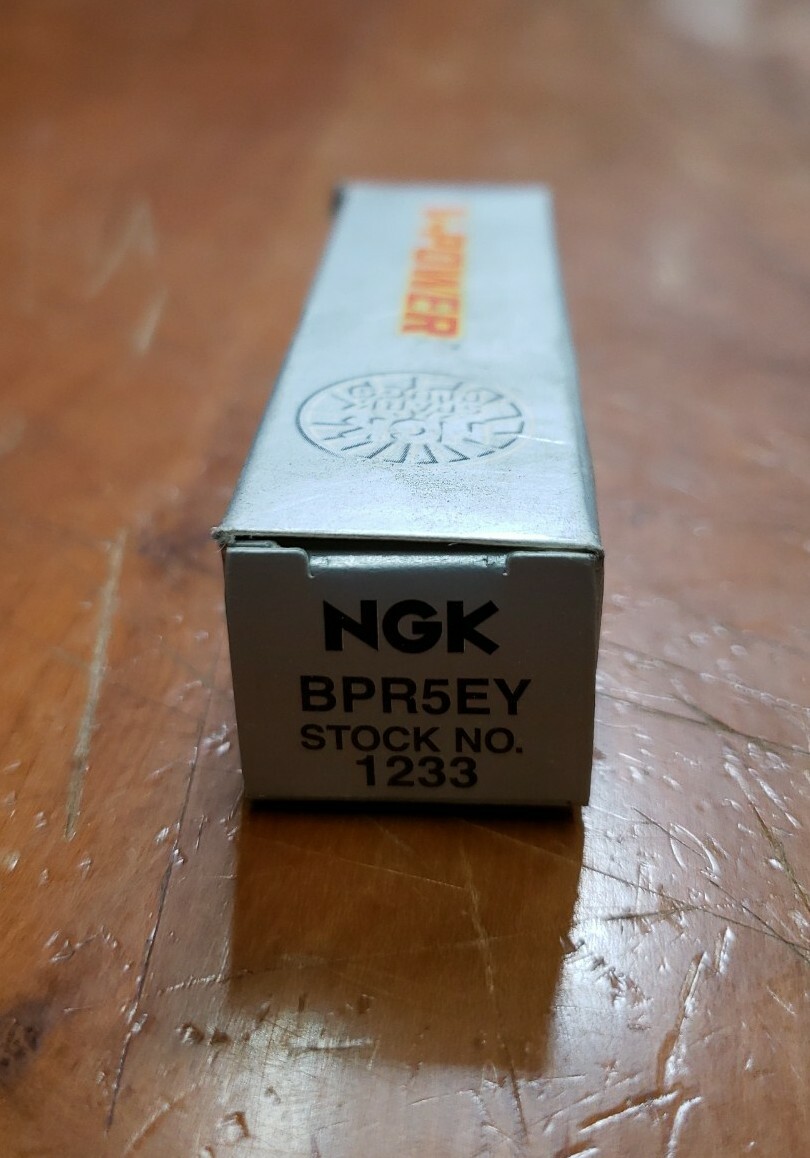 V-POWER
NGK
BPR5EY
STOCK NO.
1233